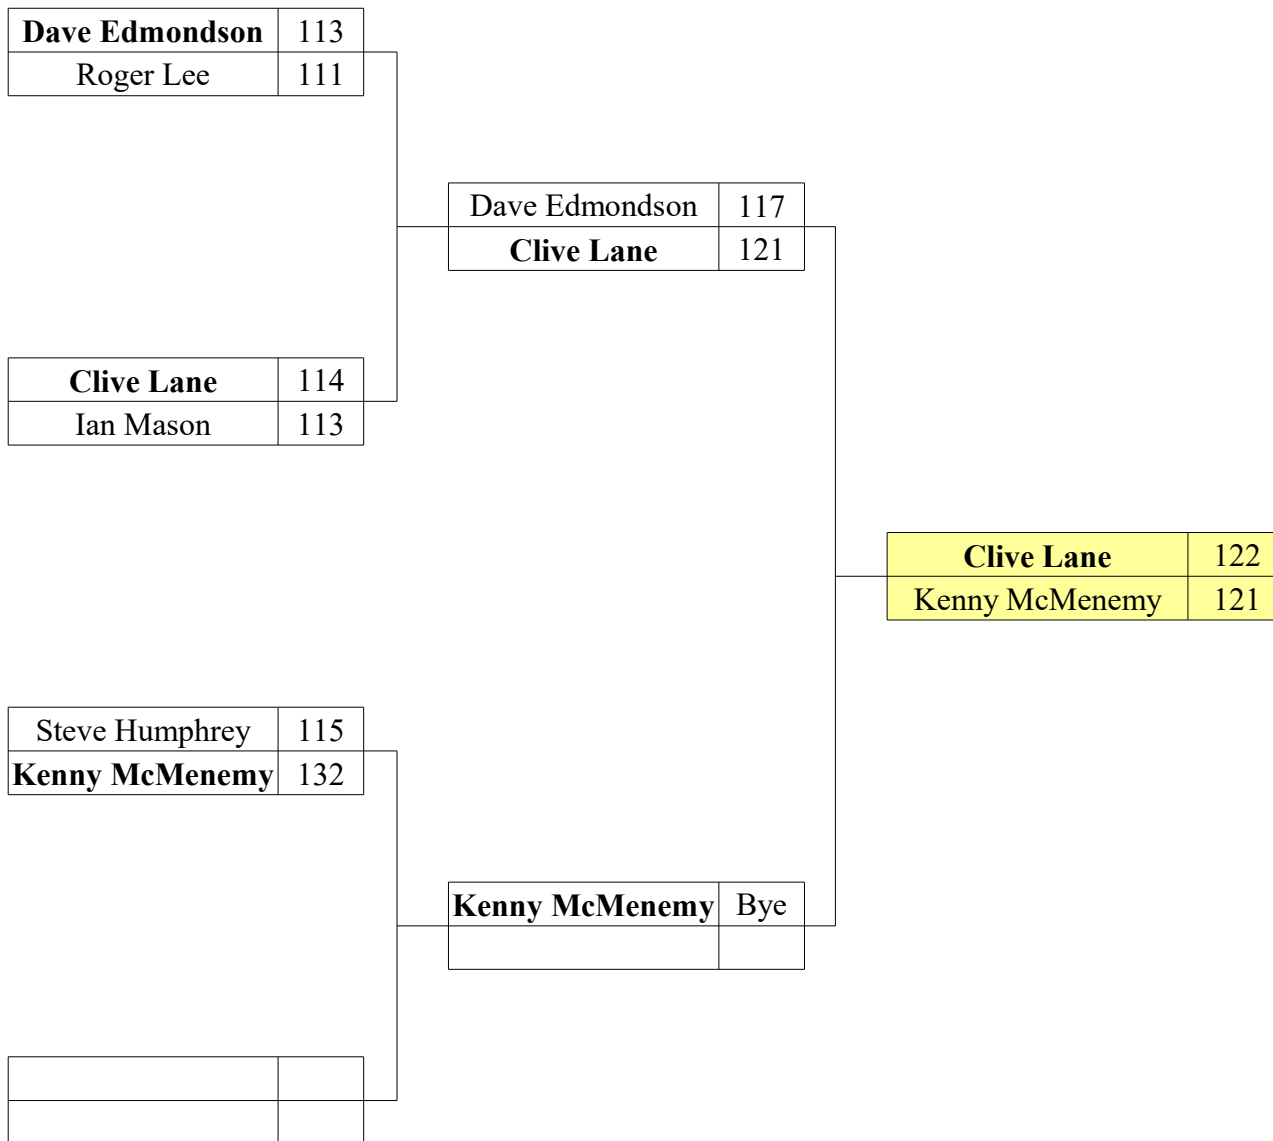 Dave Edmondson 113
Roger Lee 111
Dave Edmondson 117
Clive Lane 121
Clive Lane 114
Ian Mason 113
Clive Lane 122
Kenny McMenemy 121
Steve Humphrey 115
Kenny McMenemy 132
Kenny McMenemy Bye